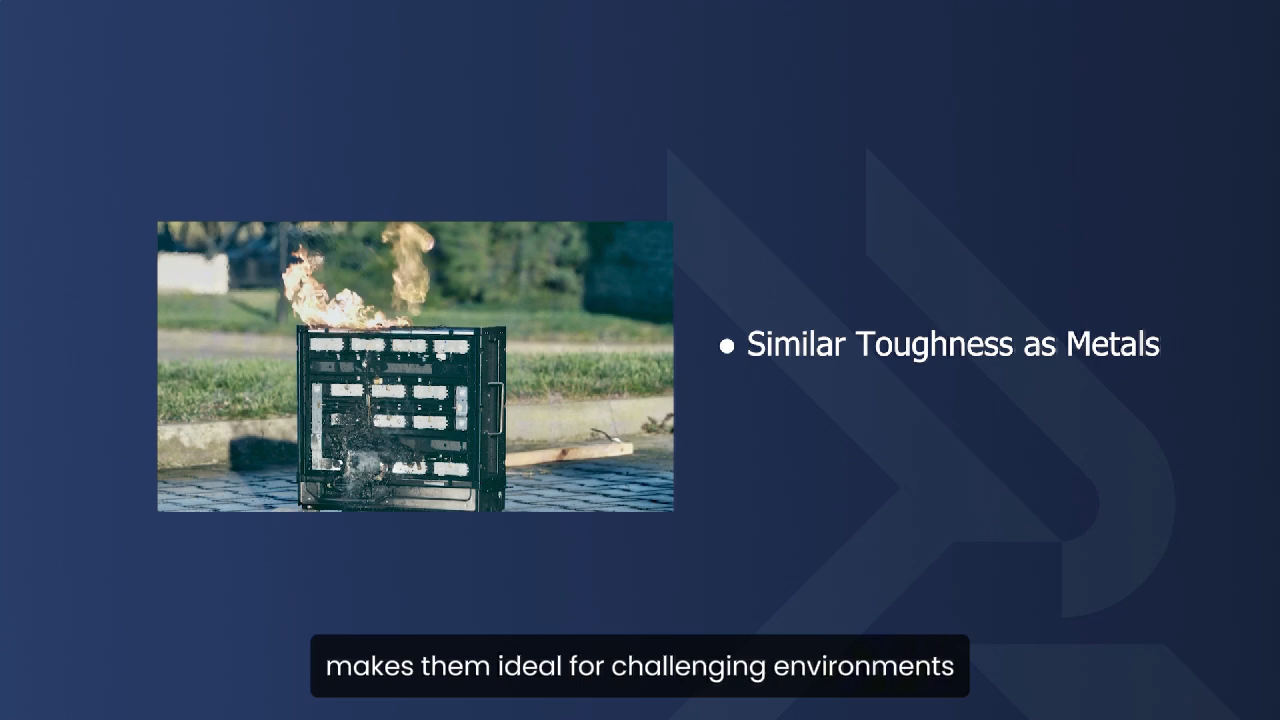 Similar Toughness as Metals
makes them ideal for challenging environments